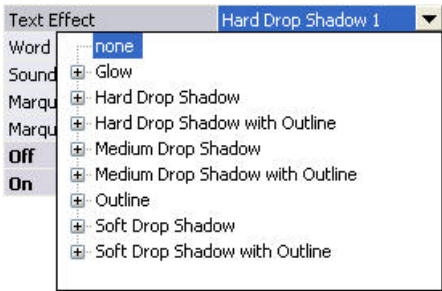 Text Effect Hard Drop Shadow 1
Word none
Sound Glow
Marqu Hard Drop Shadow
Marqu Hard Drop Shadow with Outline
Off Medium Drop Shadow
On Medium Drop Shadow with Outline
Outline
Soft Drop Shadow
Soft Drop Shadow with Outline